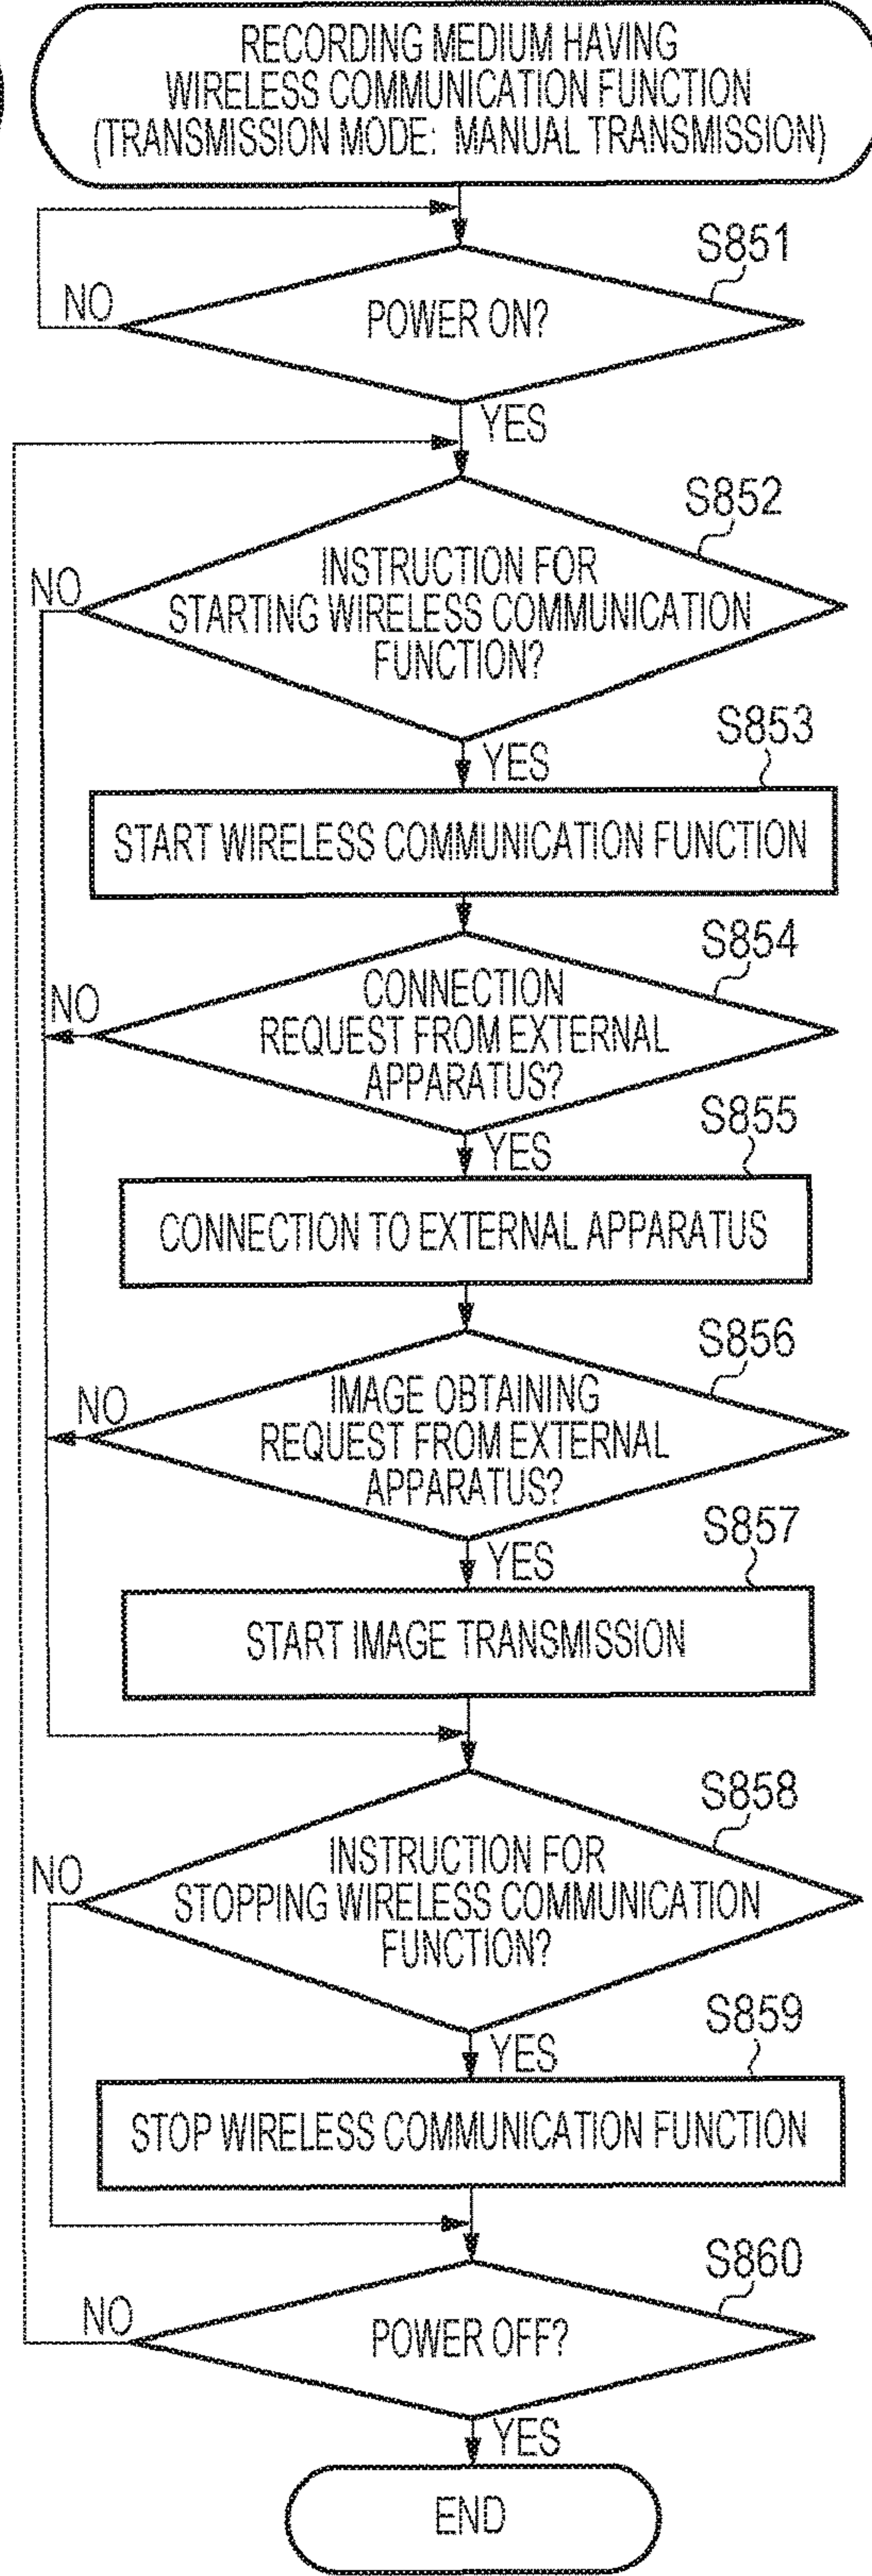 RECORDING MEDIUM HAVING
WIRELESS COMMUNICATION FUNCTION
(TRANSMISSION MODE: MANUAL TRANSMISSION)
S851
NO
POWER ON?
YES
S852
NO
INSTRUCTION FOR
STARTING WIRELESS COMMUNICATION
FUNCTION?
YES
S853
START WIRELESS COMMUNICATION FUNCTION
S854
NO
CONNECTION
REQUEST FROM EXTERNAL
APPARATUS?
YES
S855
CONNECTION TO EXTERNAL APPARATUS
S856
NO
IMAGE OBTAINING
REQUEST FROM EXTERNAL
APPARATUS?
YES
S857
START IMAGE TRANSMISSION
S858
NO
INSTRUCTION FOR
STOPPING WIRELESS COMMUNICATION
FUNCTION?
YES
S859
STOP WIRELESS COMMUNICATION FUNCTION
S860
NO
POWER OFF?
YES
END